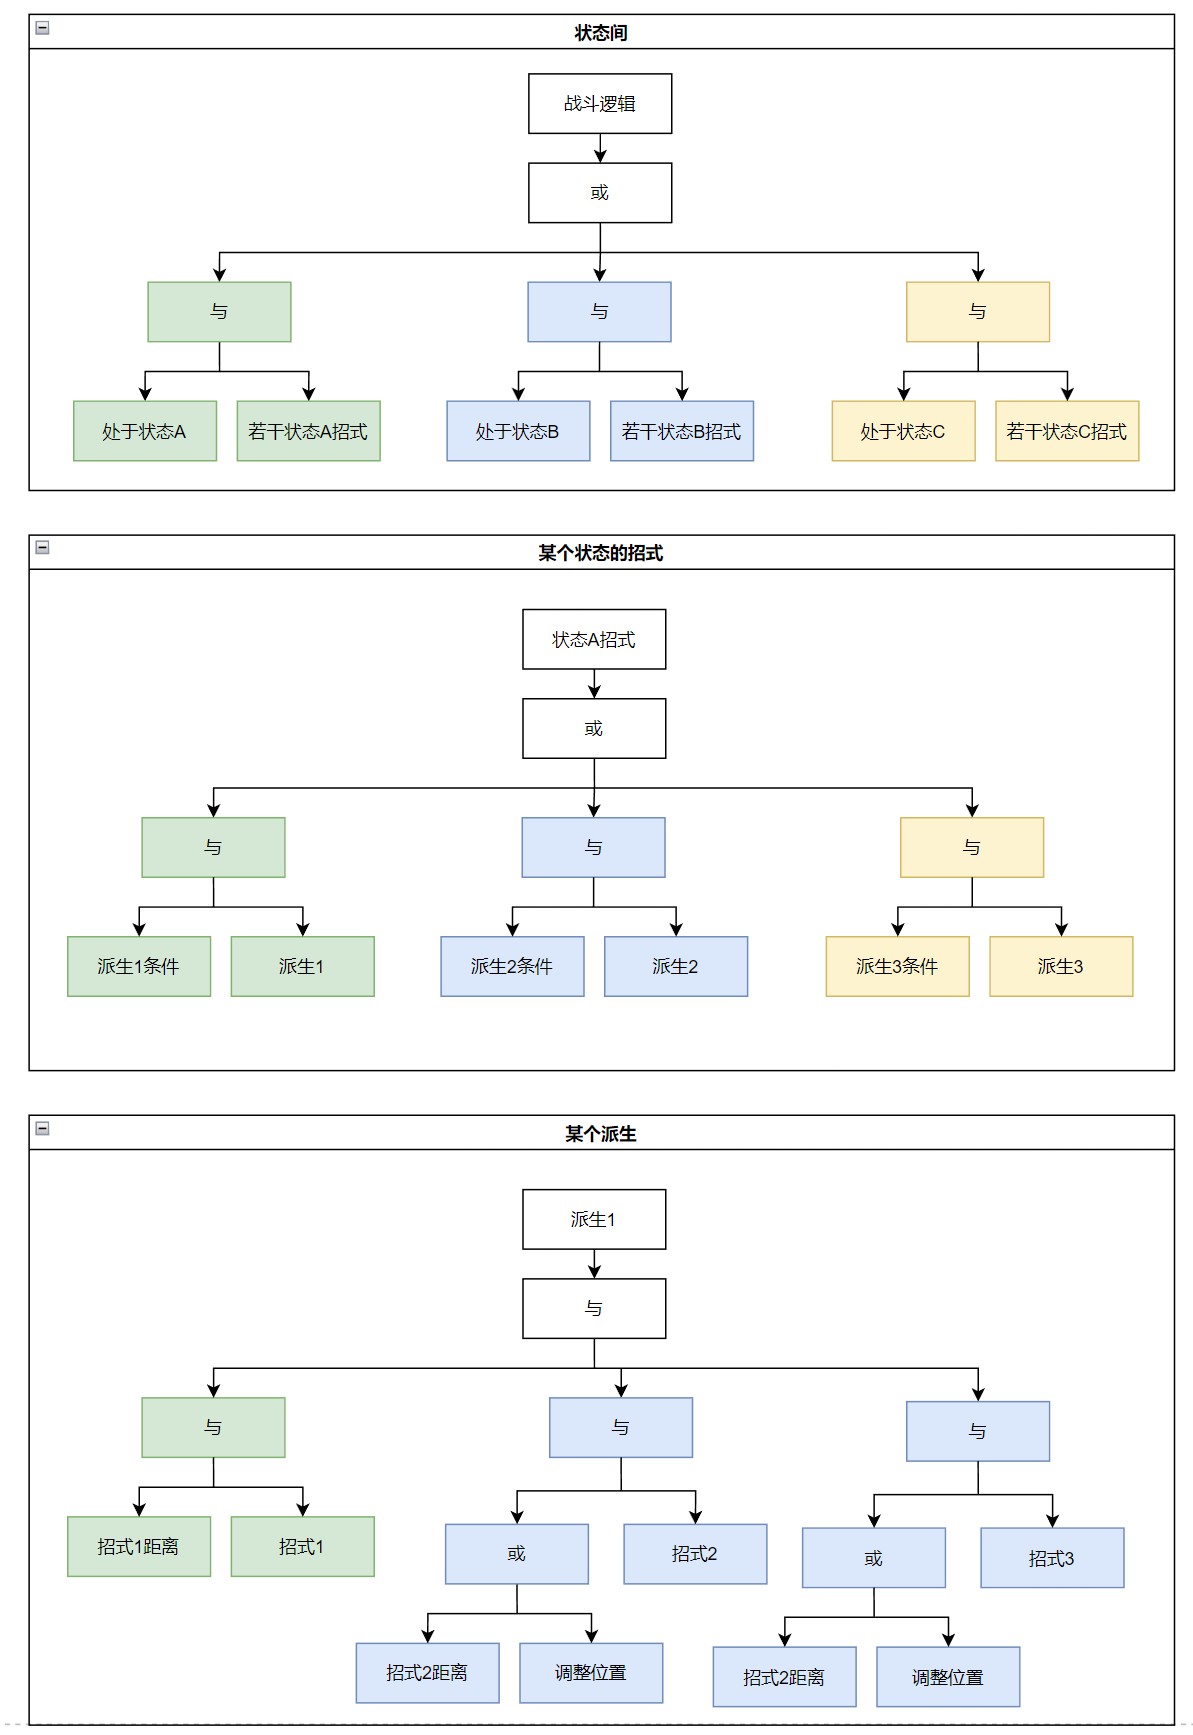 状态间
战斗逻辑
或
与
与
与
处于状态A
若干状态A招式
处于状态B
若干状态B招式
处于状态C
若干状态C招式
某个状态的招式
状态A招式
或
与
与
与
派生1条件
派生1
派生2条件
派生2
派生3条件
派生3
某个派生
派生1
与
与
与
与
招式1距离
招式1
或
招式2
或
招式3
招式2距离
调整位置
招式2距离
调整位置